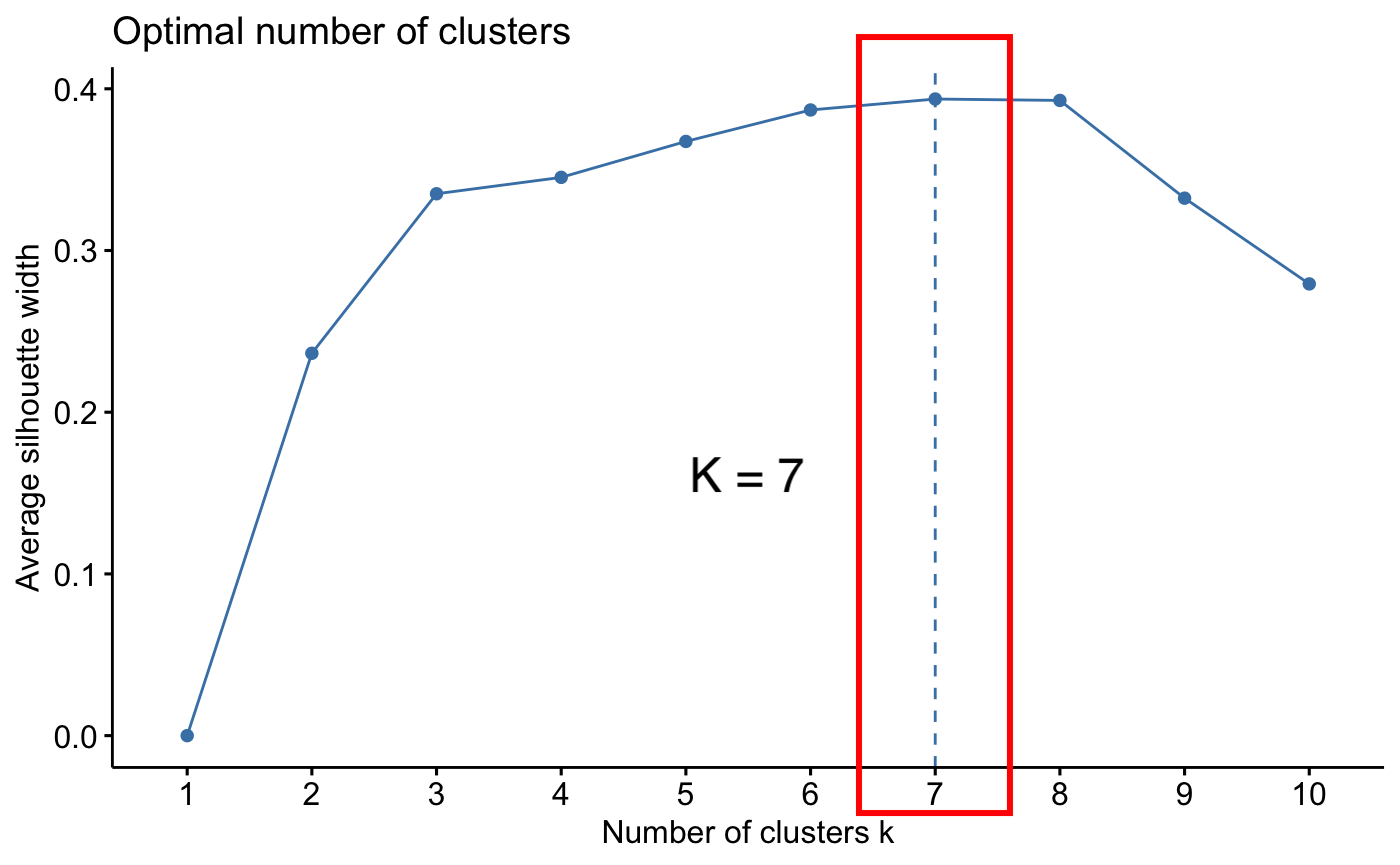 Optimal number of clusters
0.4
0.3
0.2
0.1
0.0
Average silhouette width
K = 7
1 2 3 4 5 6 7 8 9 10
Number of clusters k